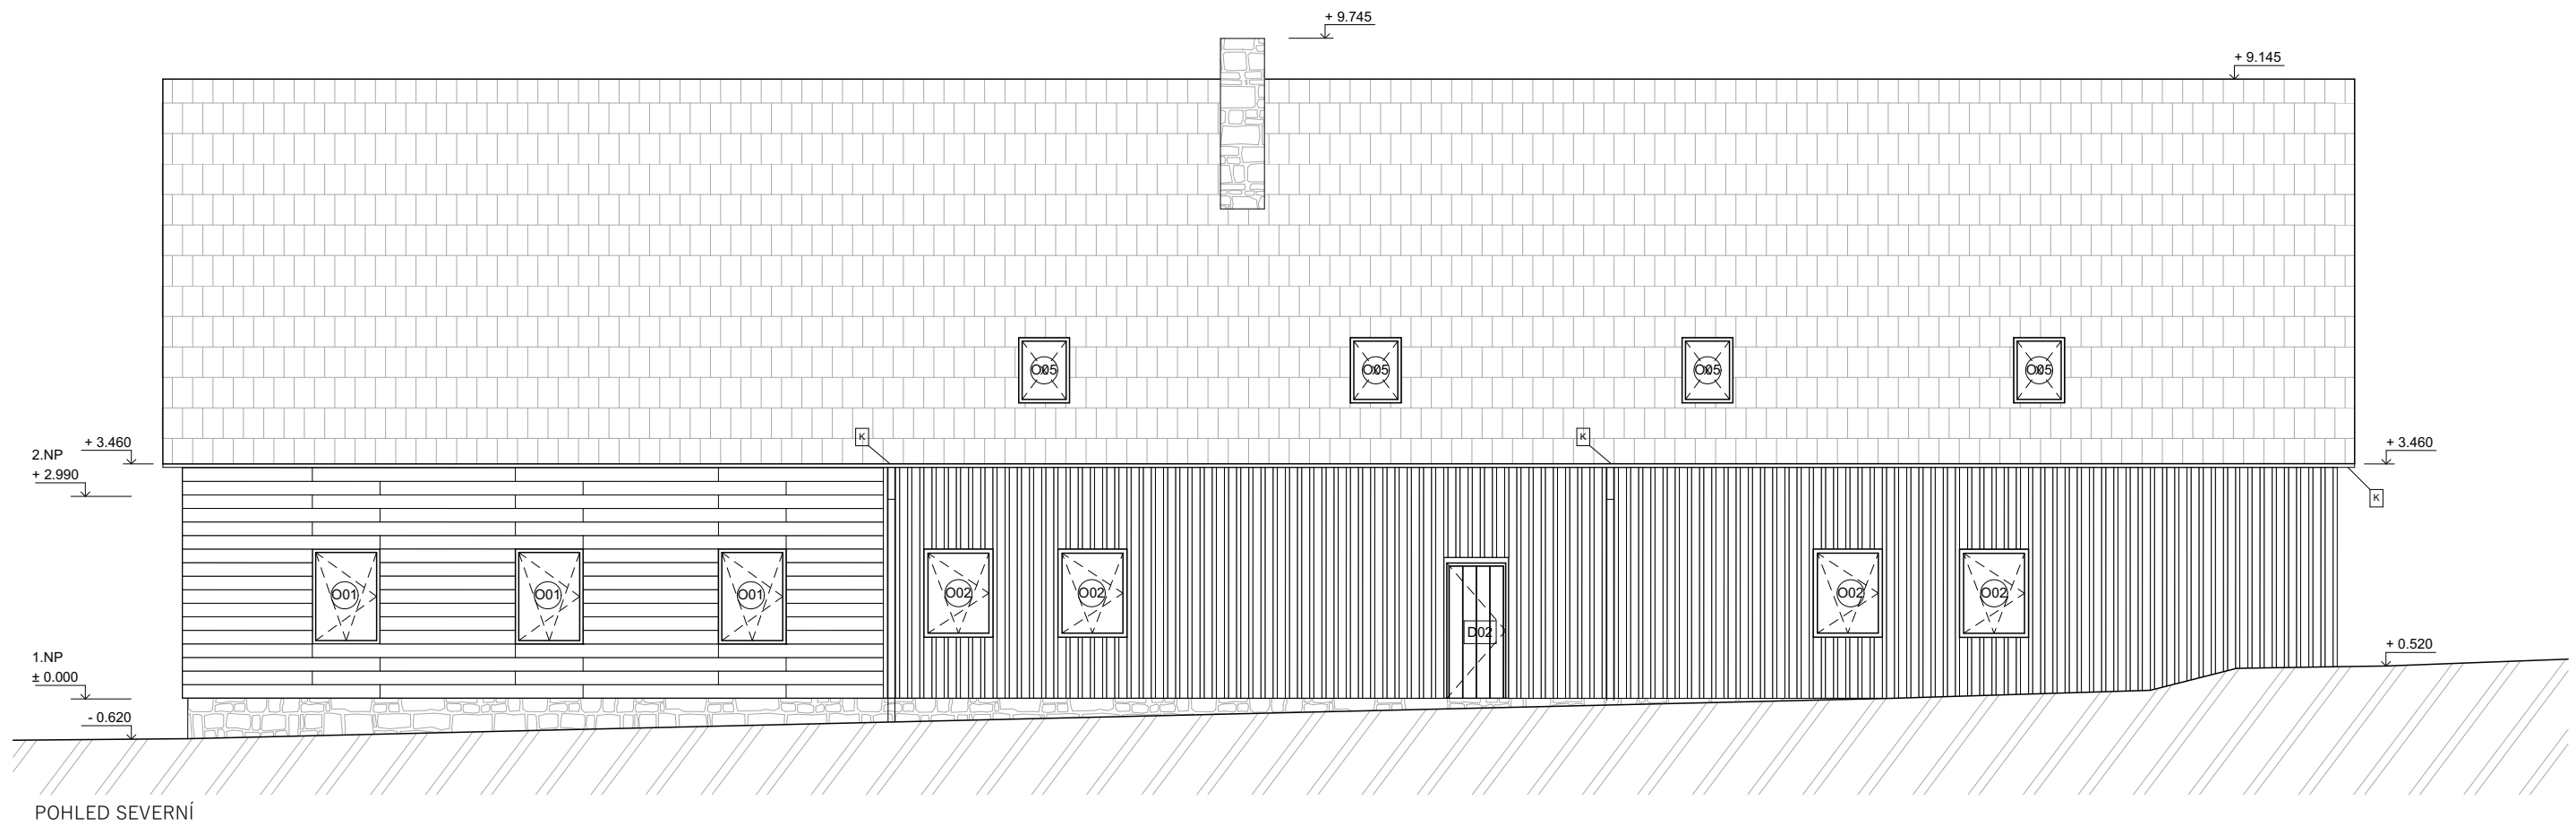 + 9.745
+ 9.145
O05 O05 O05 O05
K K
+ 3.460
2.NP
+ 2.990
+ 3.460
K
O01 O01 O01 O02 O02 O02 O02
D02
1.NP
± 0.000
- 0.620
+ 0.520
POHLED SEVERNÍ